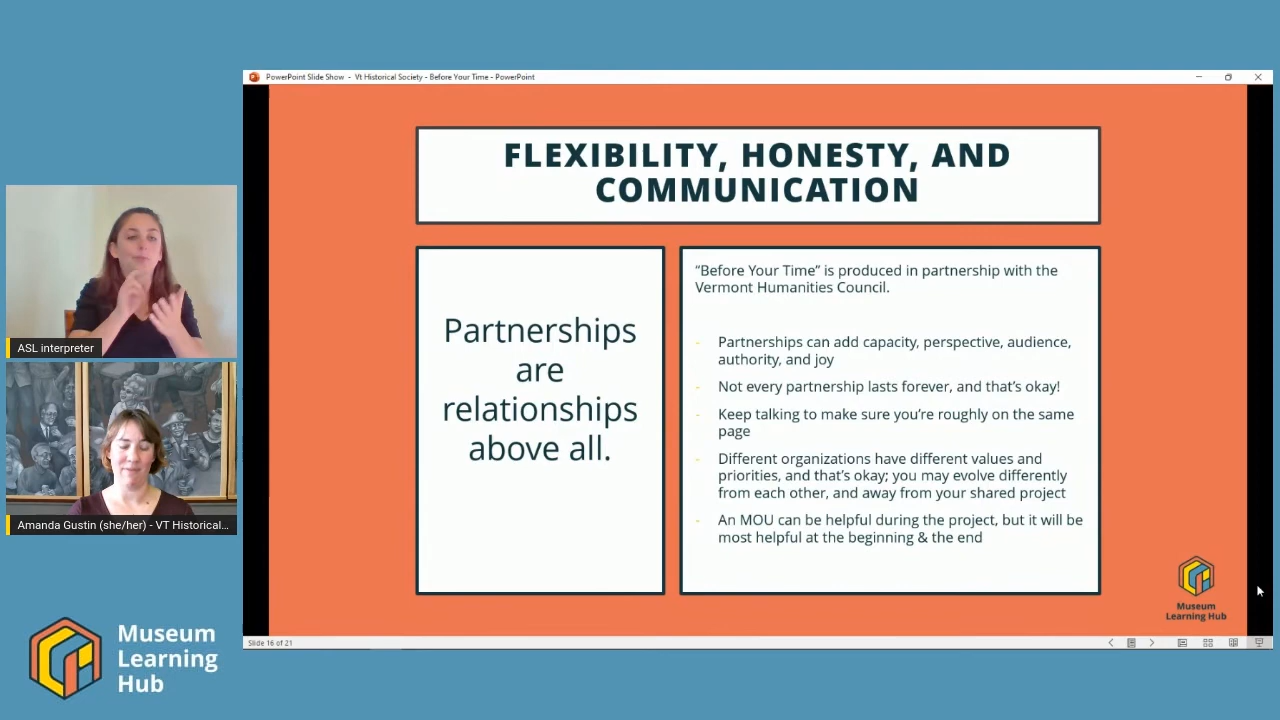 PowerPoint Slide Show - Vt Historical Society - Before Your Time - PowerPoint
FLEXIBILITY, HONESTY, AND
COMMUNICATION
Partnerships
are
relationships
above all.
“Before Your Time” is produced in partnership with the
Vermont Humanities Council.
- Partnerships can add capacity, perspective, audience,
authority, and joy
- Not every partnership lasts forever, and that’s okay!
- Keep talking to make sure you’re roughly on the same
page
- Different organizations have different values and
priorities, and that’s okay; you may evolve differently
from each other, and away from your shared project
- An MOU can be helpful during the project, but it will be
most helpful at the beginning & the end
Museum
Learning Hub
Slide 16 of 21
ASL interpreter
Amanda Gustin (she/her) - VT Historical...
Museum
Learning
Hub